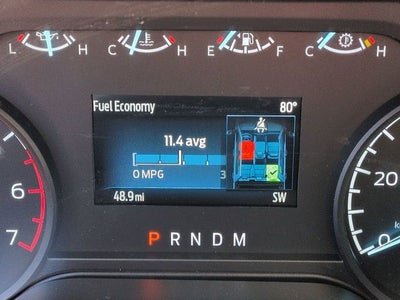 L H C H E F C H
Fuel Economy 80°
11.4 avg
0 MPG 3
48.9 mi SW
6
7
20
0
P R N D M